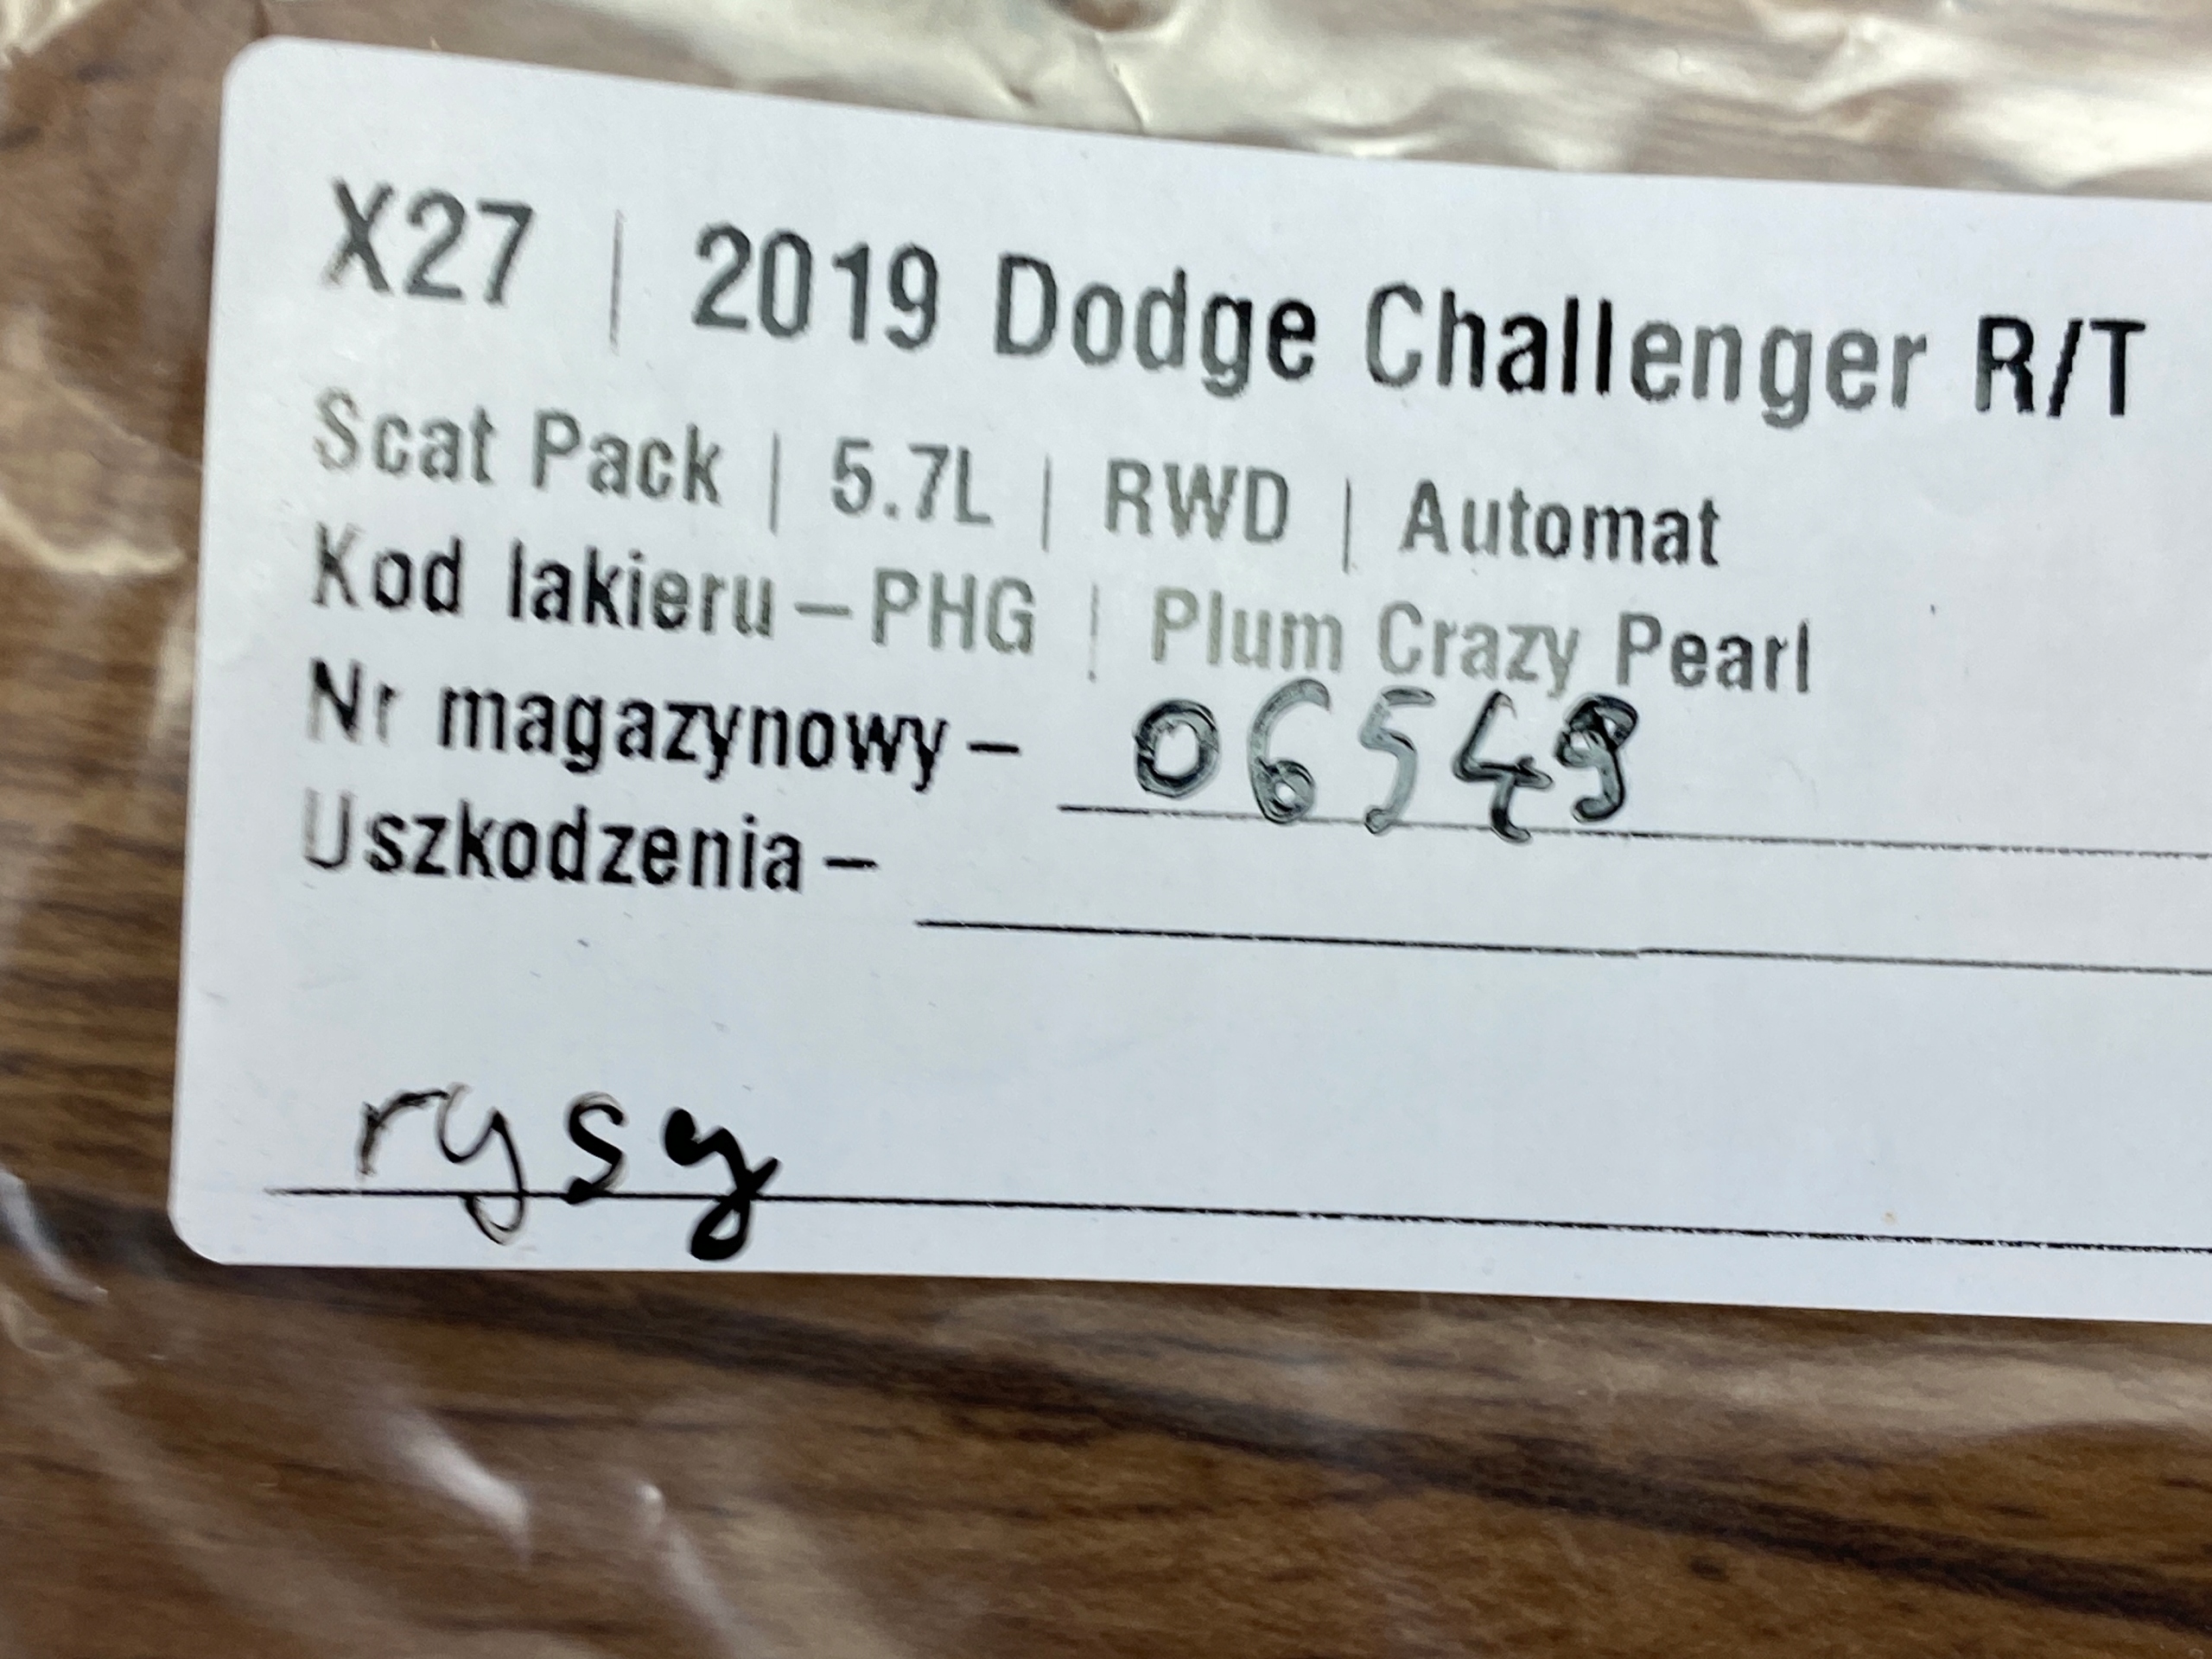 X27 | 2019 Dodge Challenger R/T
Scat Pack | 5.7L | RWD | Automat
Kod lakieru – PHG | Plum Crazy Pearl
Nr magazynowy – 06549
Uszkodzenia –
rysy